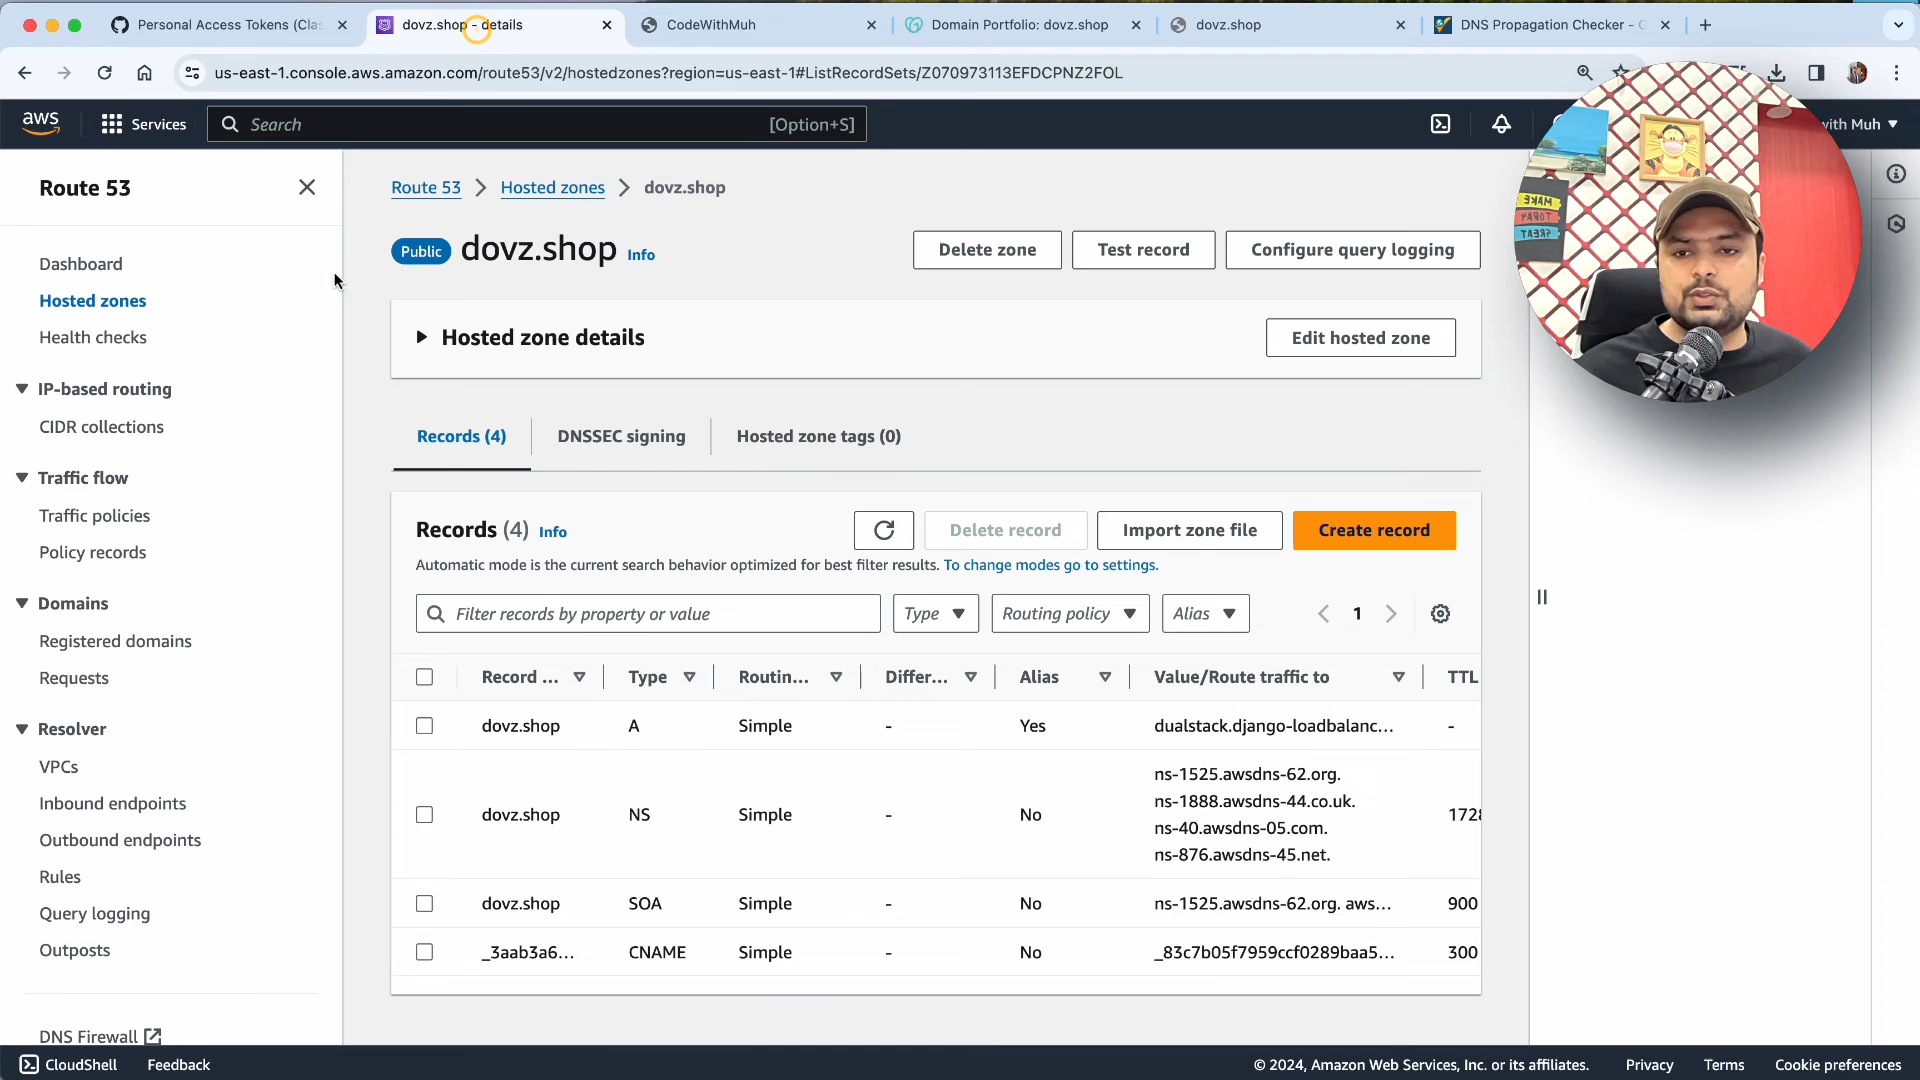 Personal Access Tokens (Clas
dovz.shop - details
CodeWithMuh
Domain Portfolio: dovz.shop
dovz.shop
DNS Propagation Checker - G
us-east-1.console.aws.amazon.com/route53/v2/hostedzones?region=us-east-1#ListRecordSets/Z070973113EFDCPNZ2FOL
aws
Services
Search
[Option+S]
with Muh
Route 53
Dashboard
Hosted zones
Health checks
IP-based routing
CIDR collections
Traffic flow
Traffic policies
Policy records
Domains
Registered domains
Requests
Resolver
VPCs
Inbound endpoints
Outbound endpoints
Rules
Query logging
Outposts
DNS Firewall
Route 53 > Hosted zones > dovz.shop
Public dovz.shop Info
Delete zone
Test record
Configure query logging
Hosted zone details
Edit hosted zone
Records (4)
DNSSEC signing
Hosted zone tags (0)
Records (4) Info
Delete record
Import zone file
Create record
Automatic mode is the current search behavior optimized for best filter results. To change modes go to settings.
Filter records by property or value
Type
Routing policy
Alias
1
Record ... Type Routin... Differ... Alias Value/Route traffic to TTL
dovz.shop A Simple - Yes dualstack.django-loadbalanc... -
dovz.shop NS Simple - No ns-1525.awsdns-62.org.
ns-1888.awsdns-44.co.uk.
ns-40.awsdns-05.com.
ns-876.awsdns-45.net.
1728
dovz.shop SOA Simple - No ns-1525.awsdns-62.org. aws... 900
_3aab3a6... CNAME Simple - No _83c7b05f7959ccf0289baa5... 300
MAKE
TODAY
GREAT
CloudShell
Feedback
© 2024, Amazon Web Services, Inc. or its affiliates.
Privacy
Terms
Cookie preferences